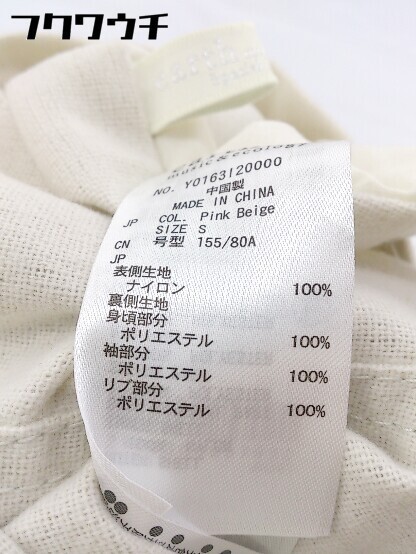 フクワウチ
music&ecology
NO. Y0163I20000
中国製
MADE IN CHINA
JP COL. Pink Beige
SIZE S
CN 号型 155/80A
JP
表側生地
ナイロン 100%
裏側生地
身頃部分
ポリエステル 100%
袖部分
ポリエステル 100%
リブ部分
ポリエステル 100%